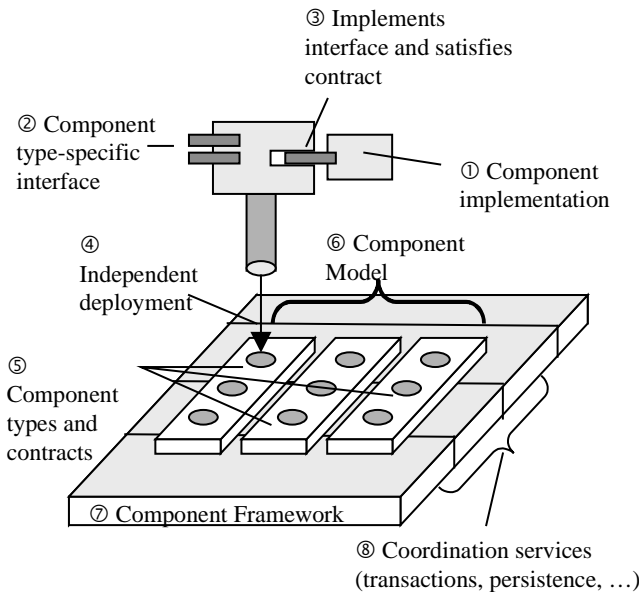 ③ Implements
interface and satisfies
contract
② Component
type-specific
interface
① Component
implementation
④
Independent
deployment
⑥ Component
Model
⑤
Component
types and
contracts
⑦ Component Framework
⑧ Coordination services
(transactions, persistence, …)